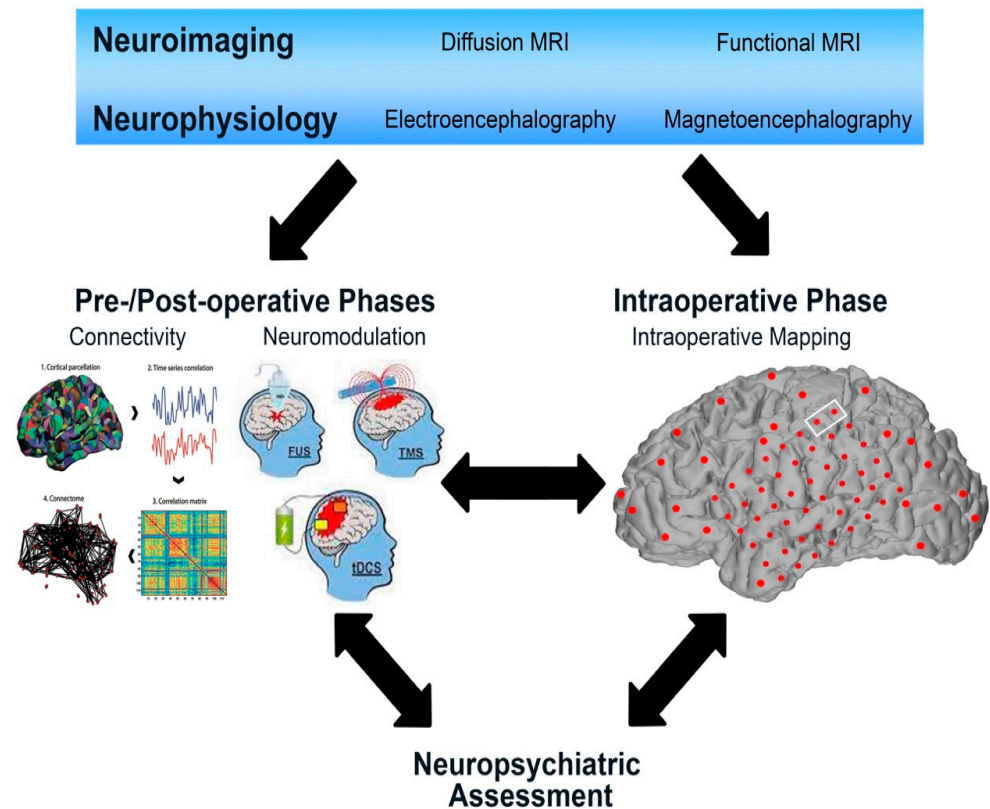 Neuroimaging Diffusion MRI Functional MRI
Neurophysiology Electroencephalography Magnetoencephalography
Pre-/Post-operative Phases
Connectivity Neuromodulation
1. Cortical parcellation 2. Time series correlation
FUS TMS
4. Connectome 3. Correlation matrix
tDCS
Intraoperative Phase
Intraoperative Mapping
Neuropsychiatric
Assessment